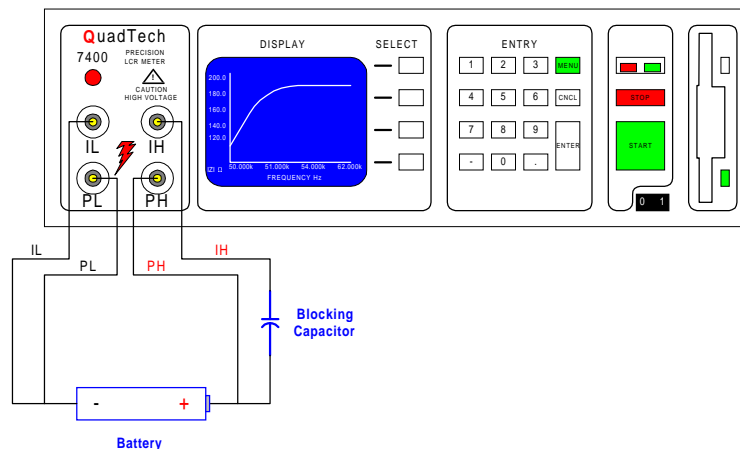 QuadTech
7400
PRECISION
LCR METER
CAUTION
HIGH VOLTAGE
IL
IH
PL
PH
DISPLAY
SELECT
200.0
180.0
160.0
140.0
120.0
IZI
50.000k 51.000k 54.000k 62.000k
FREQUENCY Hz
ENTRY
1 2 3 MENU
4 5 6 CNCL
7 8 9
ENTER
- 0 .
STOP
START
0 1
IL
PL
PH
IH
Blocking
Capacitor
- +
Battery